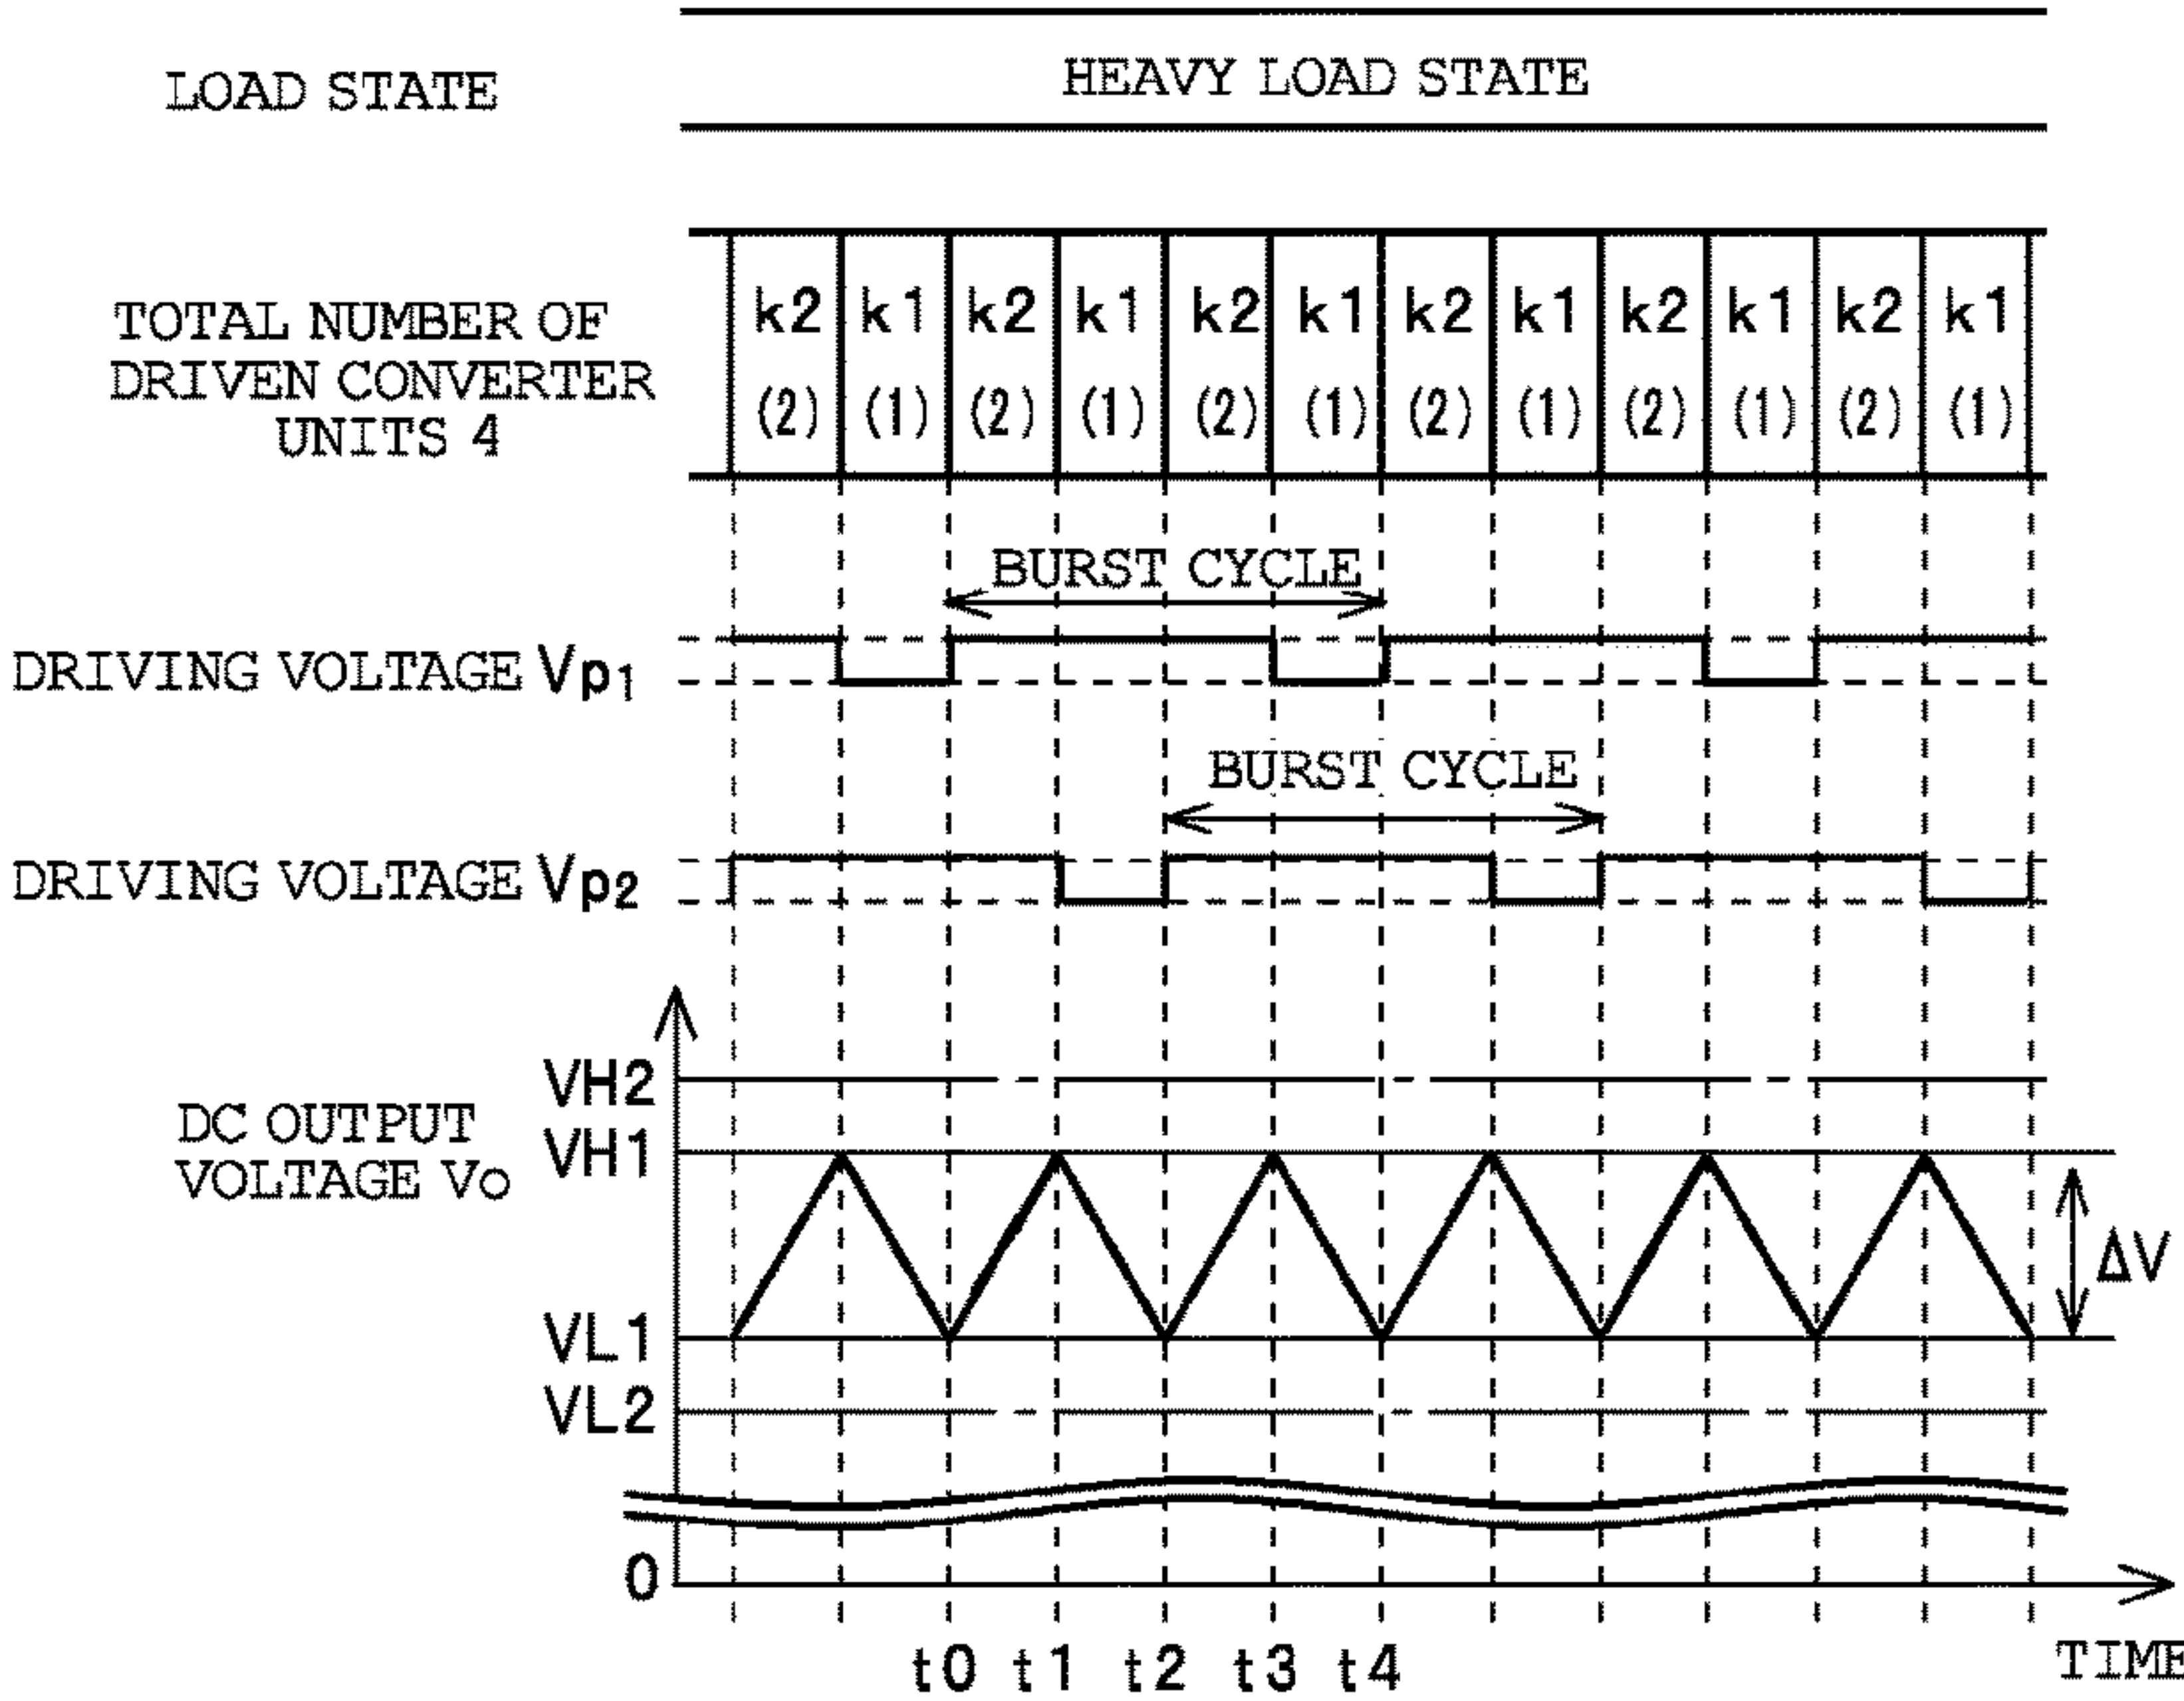 LOAD STATE
HEAVY LOAD STATE
TOTAL NUMBER OF
DRIVEN CONVERTER
UNITS 4
k2 k1 k2 k1 k2 k1 k2 k1 k2 k1 k2 k1
(2) (1) (2) (1) (2) (1) (2) (1) (2) (1) (2) (1)
BURST CYCLE
DRIVING VOLTAGE Vp1
BURST CYCLE
DRIVING VOLTAGE Vp2
DC OUTPUT
VOLTAGE Vo
VH2
VH1
VL1
VL2
0
ΔV
t0 t1 t2 t3 t4
TIME